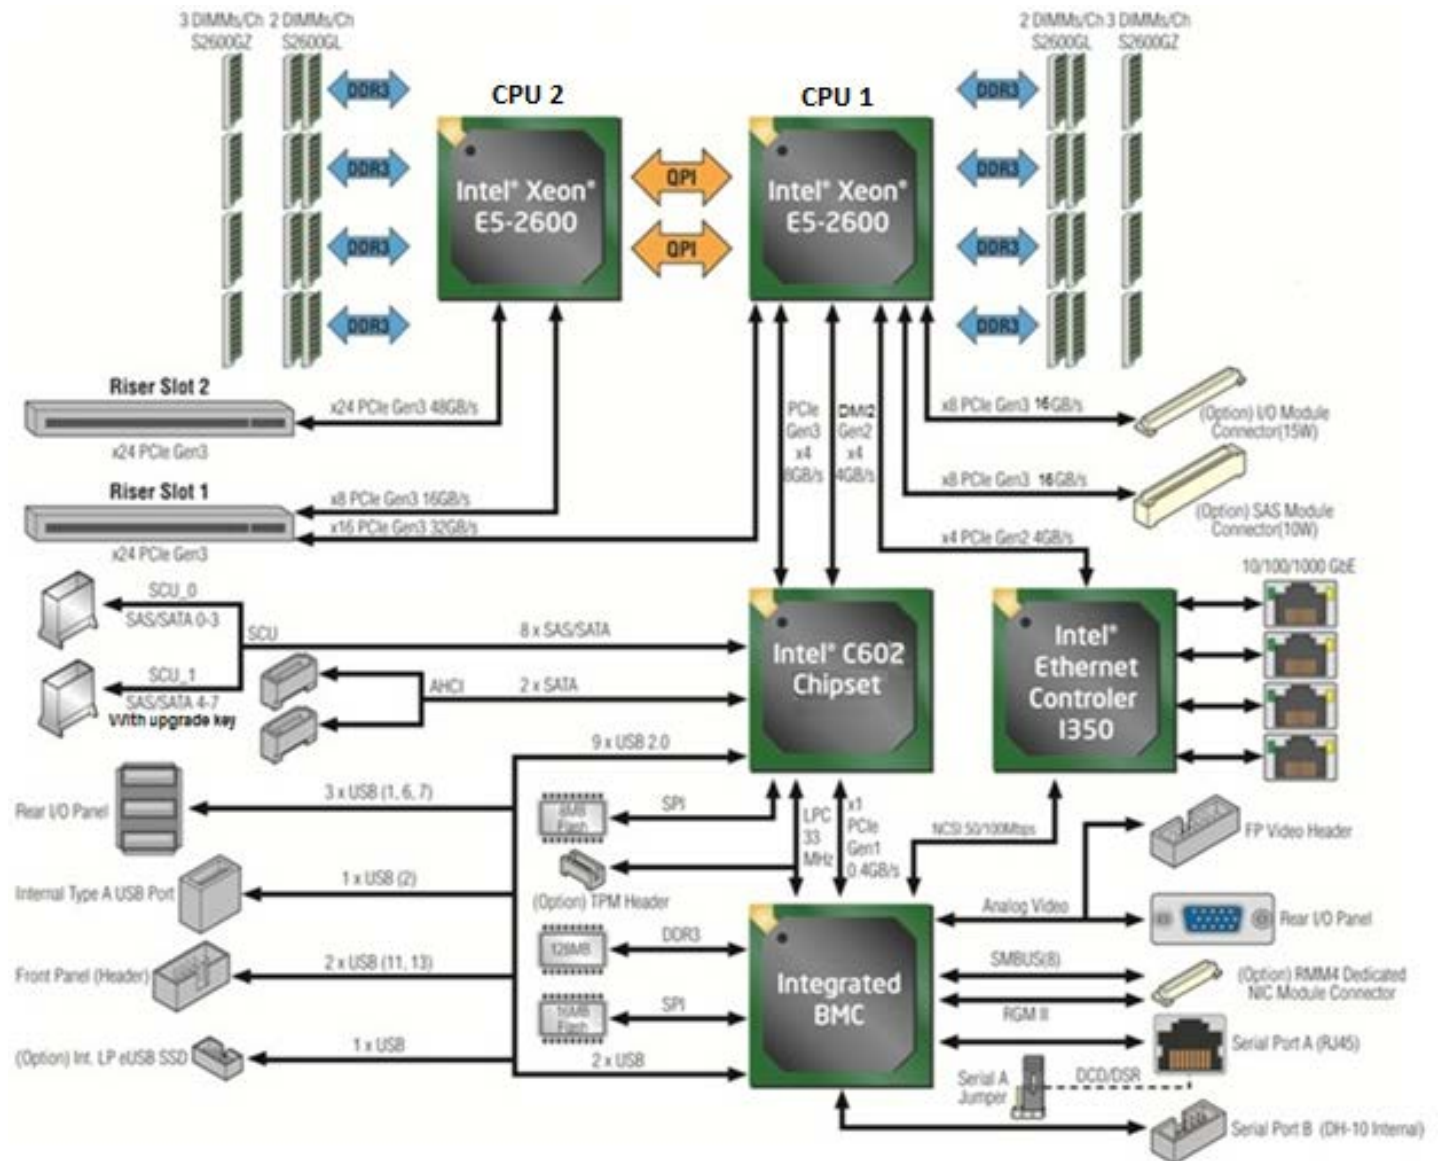 3 DIMMs/Ch 2 DIMMs/Ch
S2600GZ S2600GL
2 DIMMs/Ch 3 DIMMs/Ch
S2600GL S2600GZ
CPU 2
CPU 1
DDR3
DDR3
DDR3
DDR3
DDR3
DDR3
DDR3
DDR3
Intel® Xeon®
E5-2600
QPI
QPI
Intel® Xeon®
E5-2600
Riser Slot 2
x24 PCIe Gen3 48GB/s
x24 PCIe Gen3
Riser Slot 1
x8 PCIe Gen3 16GB/s
x16 PCIe Gen3 32GB/s
x24 PCIe Gen3
PCIe
Gen3
x4
8GB/s
DMI2
Gen2
x4
4GB/s
x8 PCIe Gen3 16GB/s
(Option) I/O Module
Connector(15W)
x8 PCIe Gen3 16GB/s
(Option) SAS Module
Connector(10W)
x4 PCIe Gen2 4GB/s
10/100/1000 GbE
SCU_0
SAS/SATA 0-3
SCU
8 x SAS/SATA
SCU_1
SAS/SATA 4-7
With upgrade key
AHCI
2 x SATA
Intel® C602
Chipset
Intel®
Ethernet
Controler
I350
9 x USB 2.0
Rear I/O Panel
3 x USB (1, 6, 7)
8MB
Flash
SPI
LPC
33
MHz
x1
PCIe
Gen1
0.4GB/s
NCSI 50/100Mbps
FP Video Header
Internal Type A USB Port
1 x USB (2)
(Option) TPM Header
Analog Video
Rear I/O Panel
128MB
DDR3
Front Panel (Header)
2 x USB (11, 13)
Integrated
BMC
SMBUS(8)
(Option) RMM4 Dedicated
NIC Module Connector
RGM II
16MB
Flash
SPI
Serial Port A (RJ45)
(Option) Int. LP eUSB SSD
1 x USB
2 x USB
Serial A
Jumper
DCD/DSR
Serial Port B (DH-10 Internal)